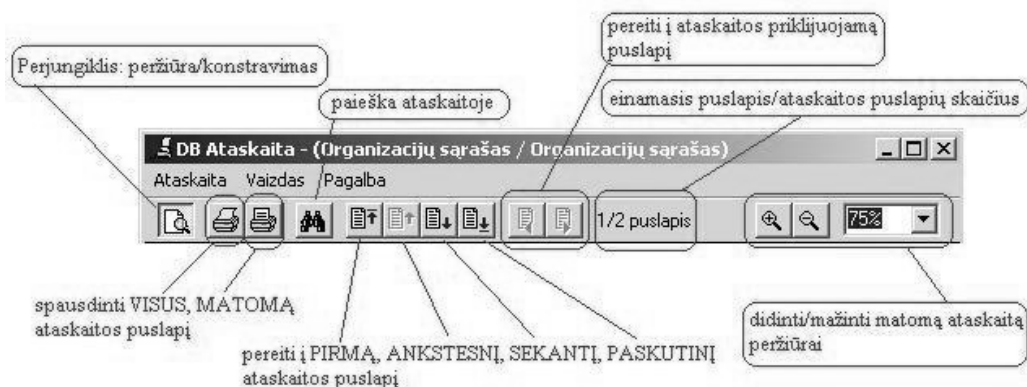 pereiti į ataskaitos priklijuojamą
puslapį
Perjungiklis: peržiūra/konstravimas
paieška ataskaitoje
einamasis puslapis/ataskaitos puslapių skaičius
DB Ataskaita - (Organizacijų sąrašas / Organizacijų sąrašas)
Ataskaita Vaizdas Pagalba
1/2 puslapis
75%
spausdinti VISUS, MATOMĄ
ataskaitos puslapį
pereiti į PIRMĄ, ANKSTESNĮ, SEKANTĮ, PASKUTINĮ
ataskaitos puslapį
didinti/mažinti matomą ataskaitą
peržiūrai